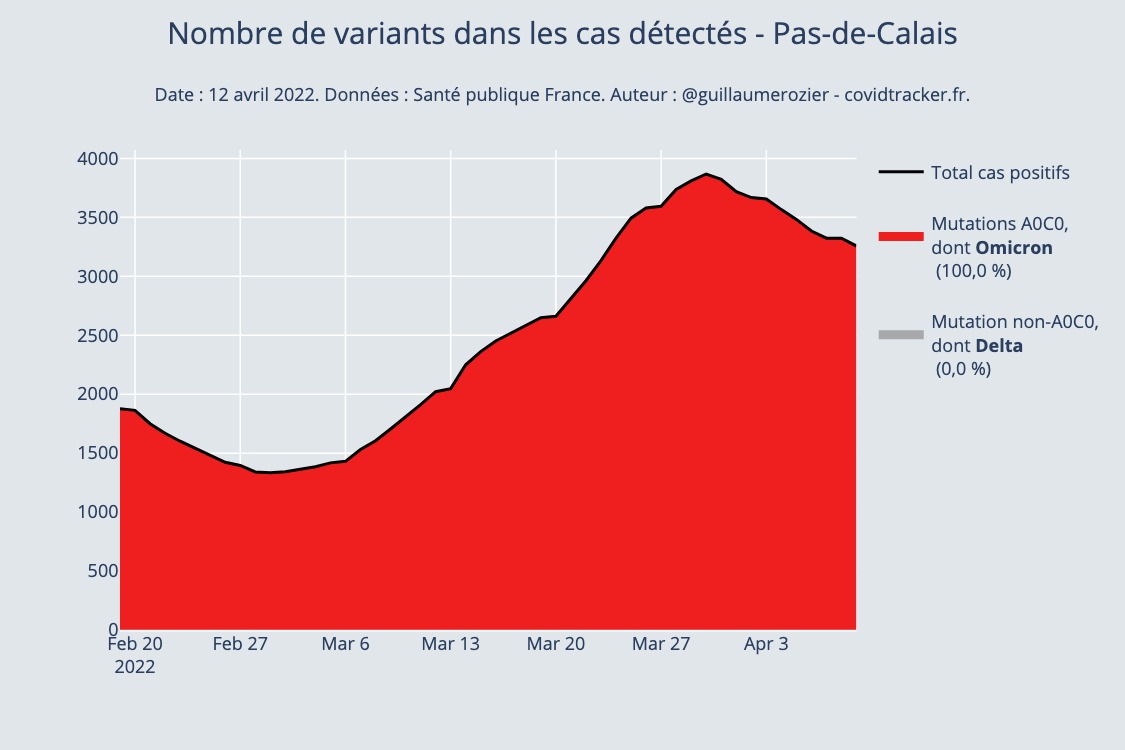 Nombre de variants dans les cas détectés - Pas-de-Calais
Date : 12 avril 2022. Données : Santé publique France. Auteur : @guillaumerozier - covidtracker.fr.
4000
3500
3000
2500
2000
1500
1000
500
0
Feb 20
2022
Feb 27
Mar 6
Mar 13
Mar 20
Mar 27
Apr 3
Total cas positifs
Mutations A0C0,
dont Omicron
(100,0 %)
Mutation non-A0C0,
dont Delta
(0,0 %)